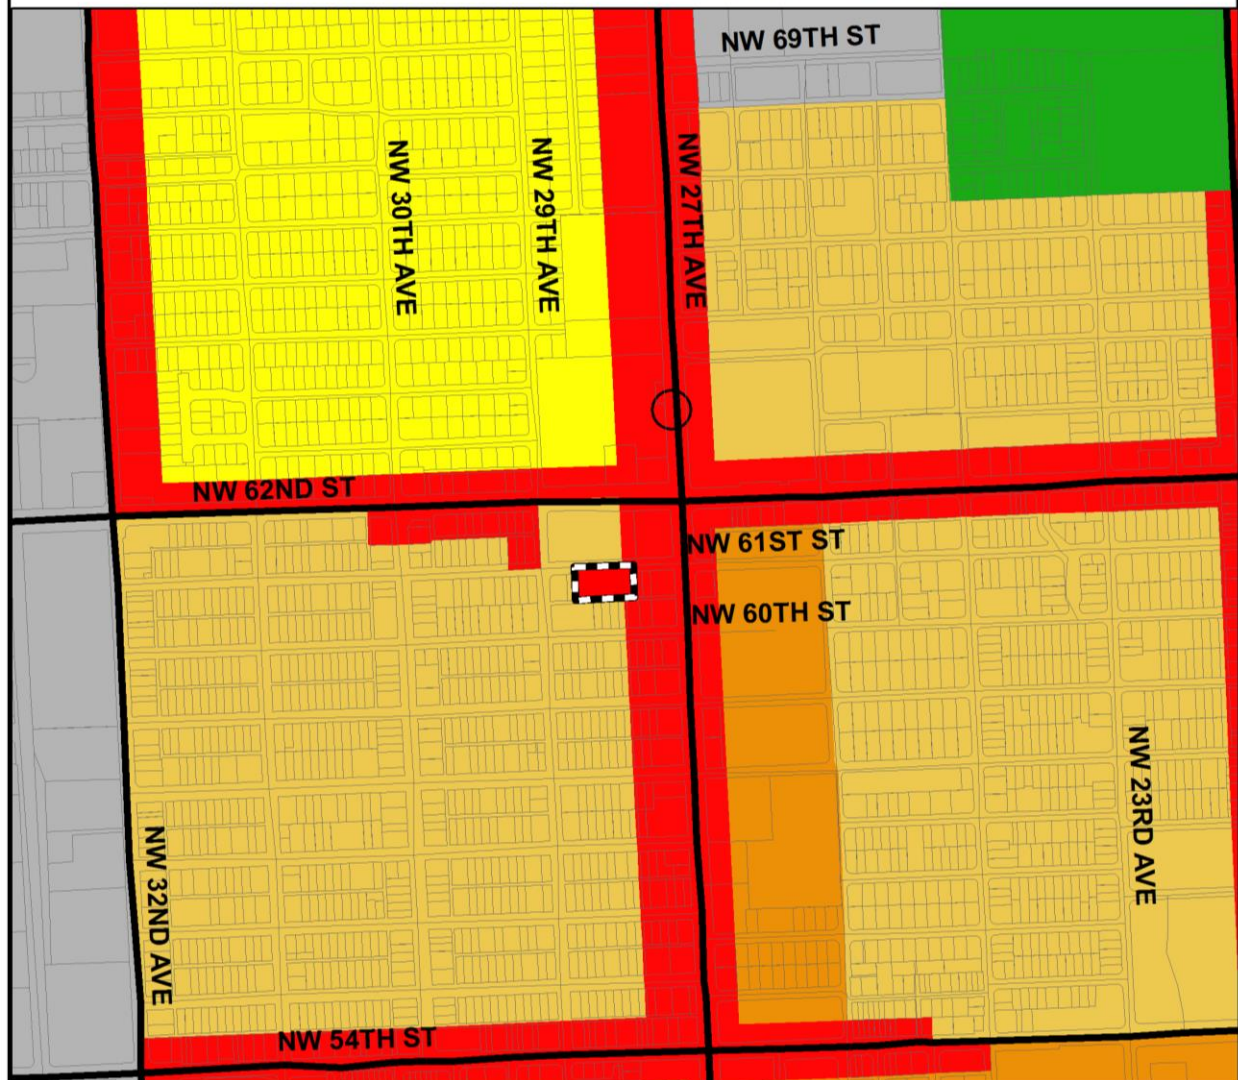 NW 69TH ST
NW 30TH AVE
NW 29TH AVE
NW 27TH AVE
NW 62ND ST
NW 61ST ST
NW 60TH ST
NW 23RD AVE
NW 32ND AVE
NW 54TH ST